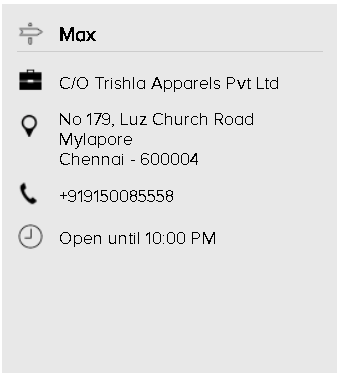 Max
C/O Trishla Apparels Pvt Ltd
No 179, Luz Church Road
Mylapore
Chennai - 600004
+919150085558
Open until 10:00 PM